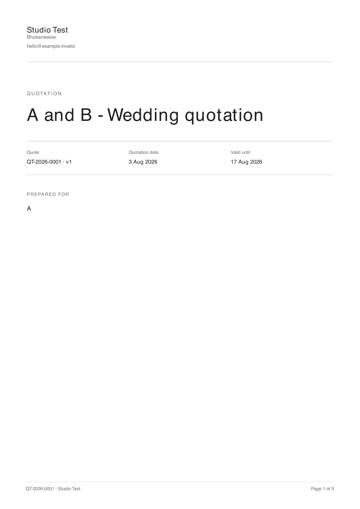 Studio Test
Bhubaneswar
hello@example.invalid
QUOTATION
A and B - Wedding quotation
Quote
Quotation date
Valid until
QT-2026-0001 · v1
3 Aug 2026
17 Aug 2026
PREPARED FOR
A
QT-2026-0001 · Studio Test
Page 1 of 3